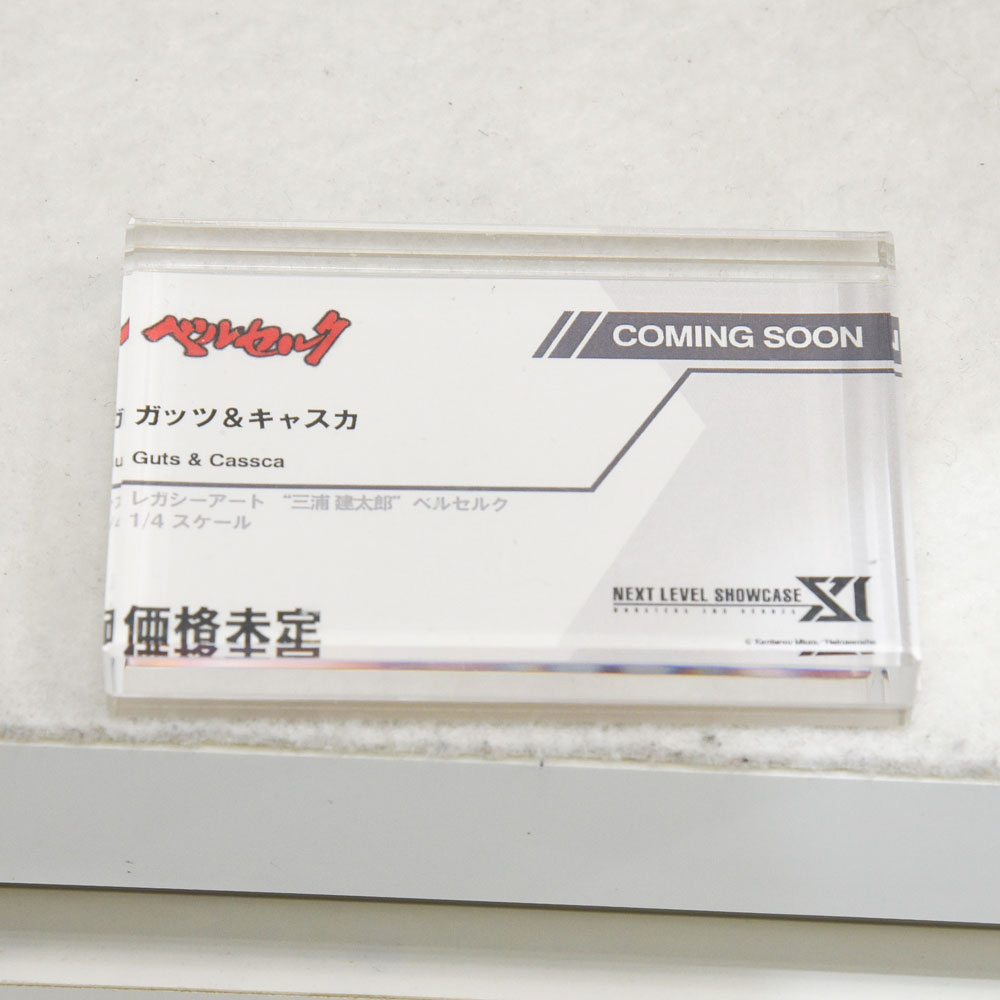 ベルセルク
COMING SOON
ガッツ&キャスカ
Guts & Cassca
レガシーアート “三浦 建太郎” ベルセルク
1/4 スケール
価格未定
NEXT LEVEL SHOWCASE XI